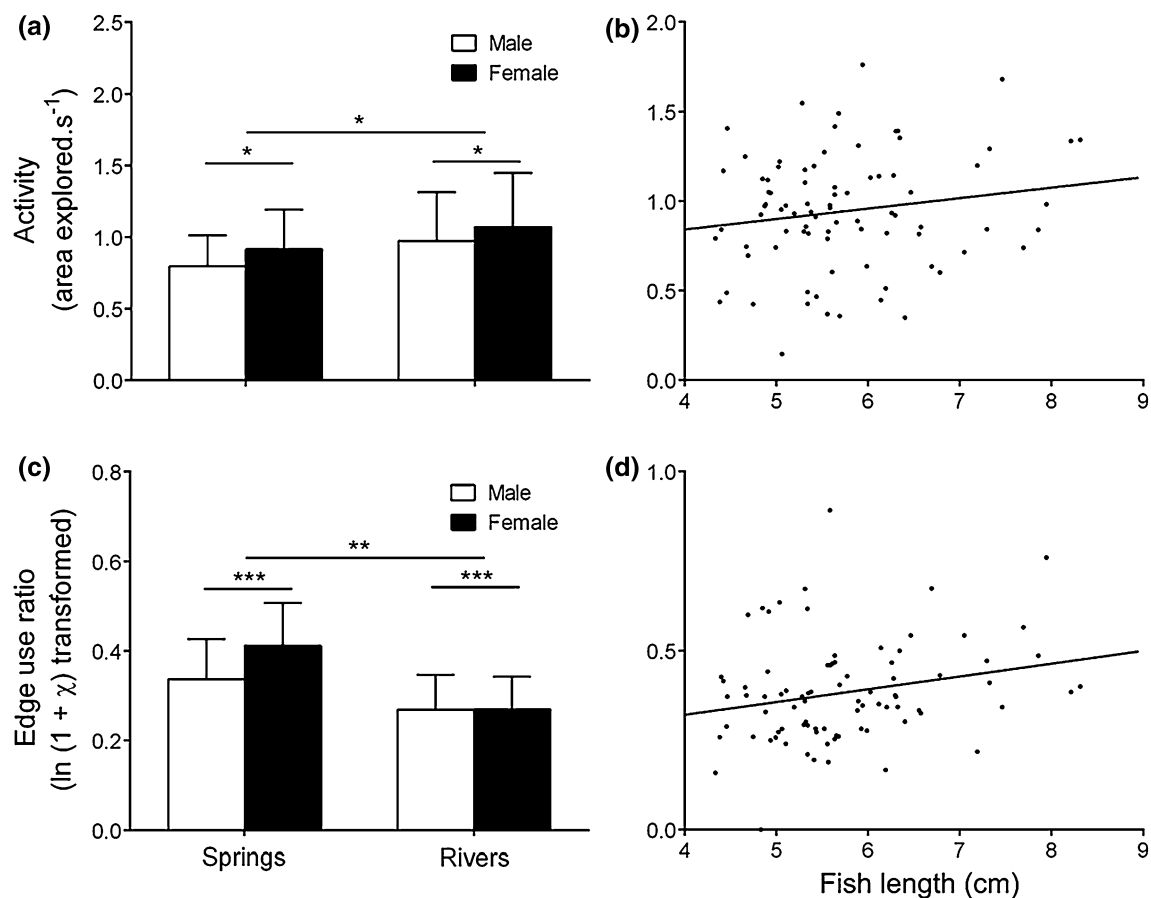 (a)
Activity
(area explored.s-1)
2.5
2.0
1.5
1.0
0.5
0.0
Male
Female
*
*
*
(b)
2.0
1.5
1.0
0.5
0.0
4 5 6 7 8 9
(c)
Edge use ratio
(ln (1 + χ) transformed)
0.8
0.6
0.4
0.2
0.0
Male
Female
**
***
***
Springs Rivers
(d)
1.0
0.5
0.0
4 5 6 7 8 9
Fish length (cm)